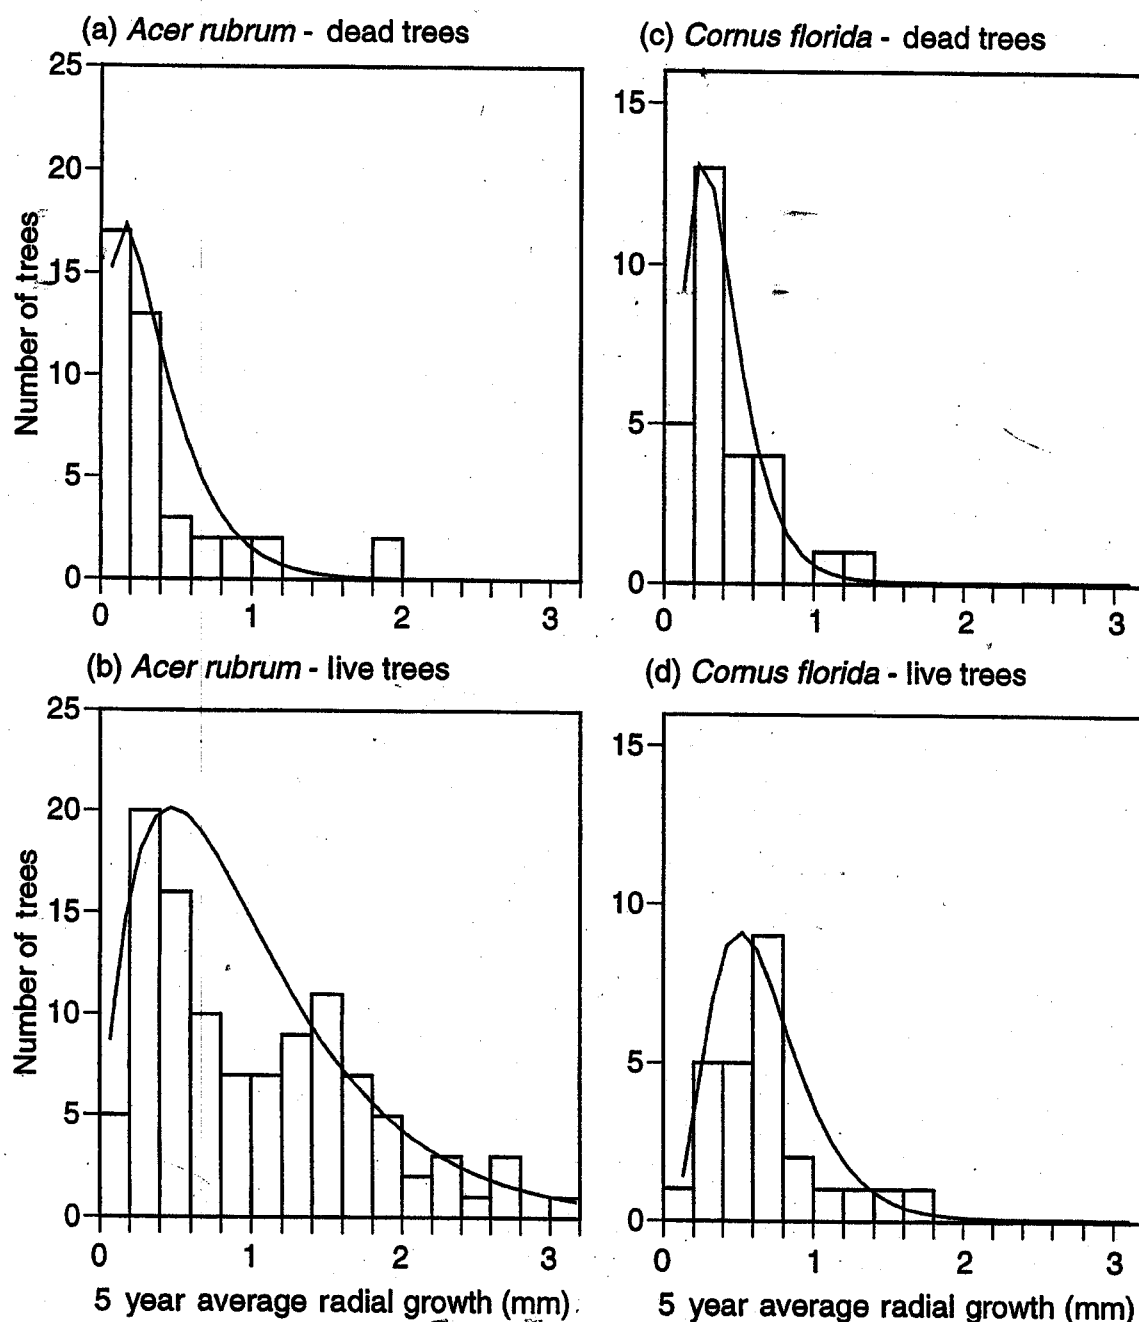 (a) Acer rubrum - dead trees
25
20
15
10
5
0
Number of trees
0 1 2 3
(c) Cornus florida - dead trees
15
10
5
0
0 1 2 3
(b) Acer rubrum - live trees
25
20
15
10
5
0
Number of trees
0 1 2 3
5 year average radial growth (mm)
(d) Cornus florida - live trees
15
10
5
0
0 1 2 3
5 year average radial growth (mm)